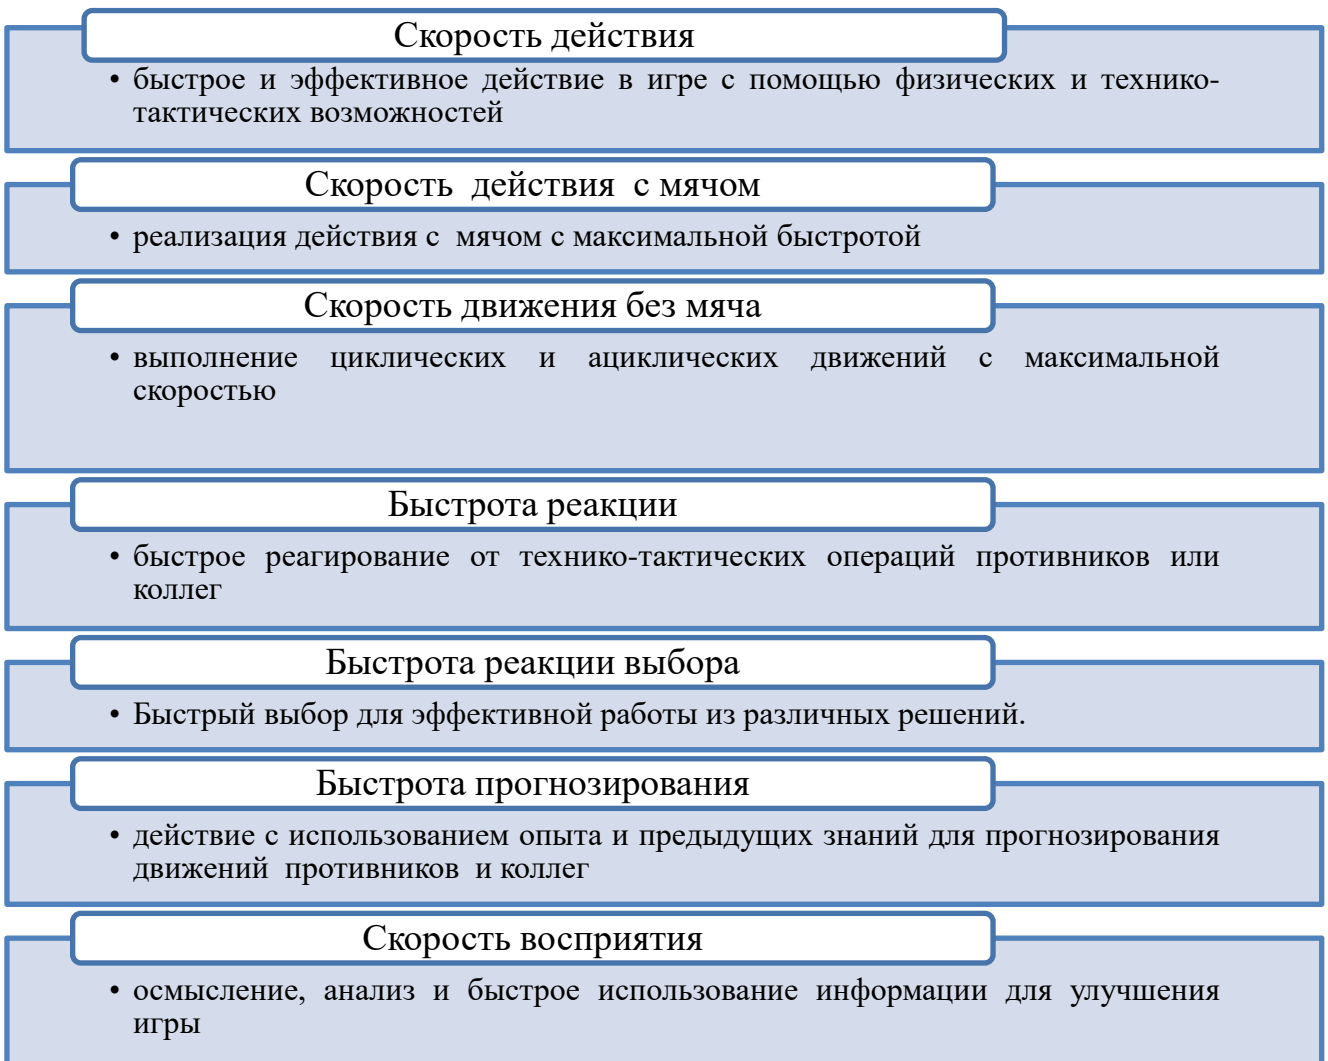 Скорость действия
• быстрое и эффективное действие в игре с помощью физических и технико-
тактических возможностей
Скорость действия с мячом
• реализация действия с мячом с максимальной быстротой
Скорость движения без мяча
• выполнение циклических и ациклических движений с максимальной
скоростью
Быстрота реакции
• быстрое реагирование от технико-тактических операций противников или
коллег
Быстрота реакции выбора
• Быстрый выбор для эффективной работы из различных решений.
Быстрота прогнозирования
• действие с использованием опыта и предыдущих знаний для прогнозирования
движений противников и коллег
Скорость восприятия
• осмысление, анализ и быстрое использование информации для улучшения
игры